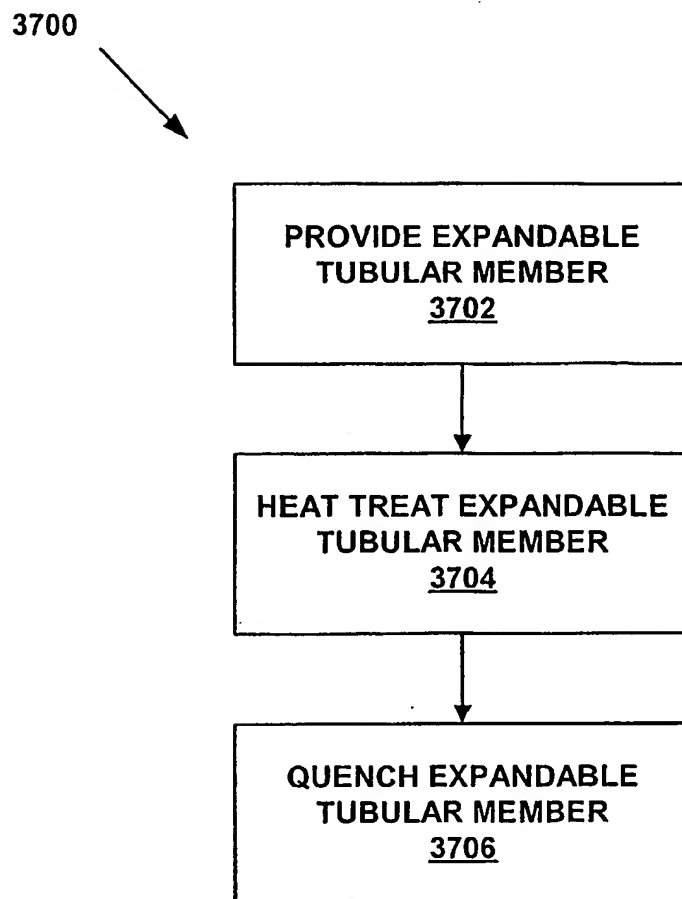 3700
PROVIDE EXPANDABLE
TUBULAR MEMBER
3702
HEAT TREAT EXPANDABLE
TUBULAR MEMBER
3704
QUENCH EXPANDABLE
TUBULAR MEMBER
3706